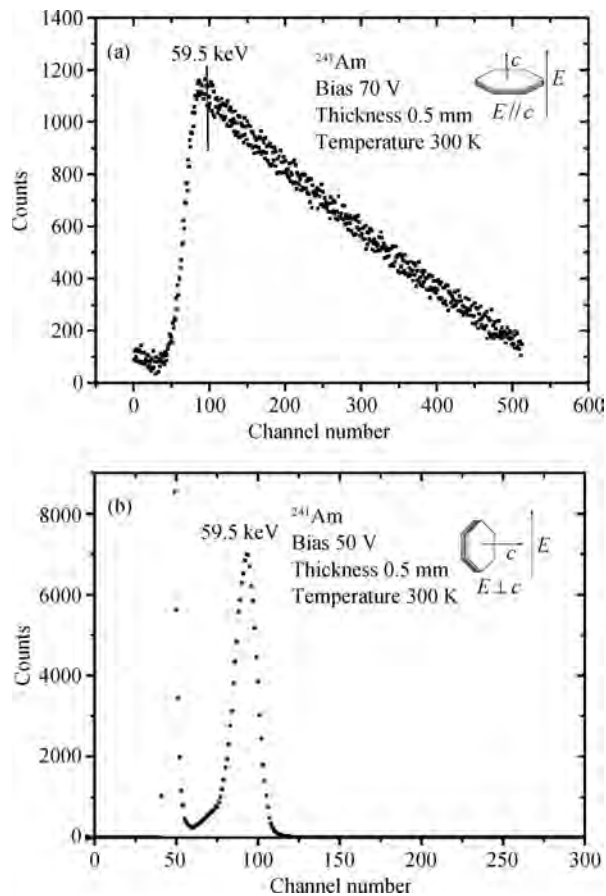 1400
(a)
59.5 keV
²⁴¹Am
Bias 70 V
Thickness 0.5 mm
Temperature 300 K
c
E
E//c
1200
1000
800
600
400
200
0
Counts
0 100 200 300 400 500 600
Channel number
(b)
59.5 keV
²⁴¹Am
Bias 50 V
Thickness 0.5 mm
Temperature 300 K
c
E
E⊥c
8000
6000
4000
2000
0
Counts
0 50 100 150 200 250 300
Channel number